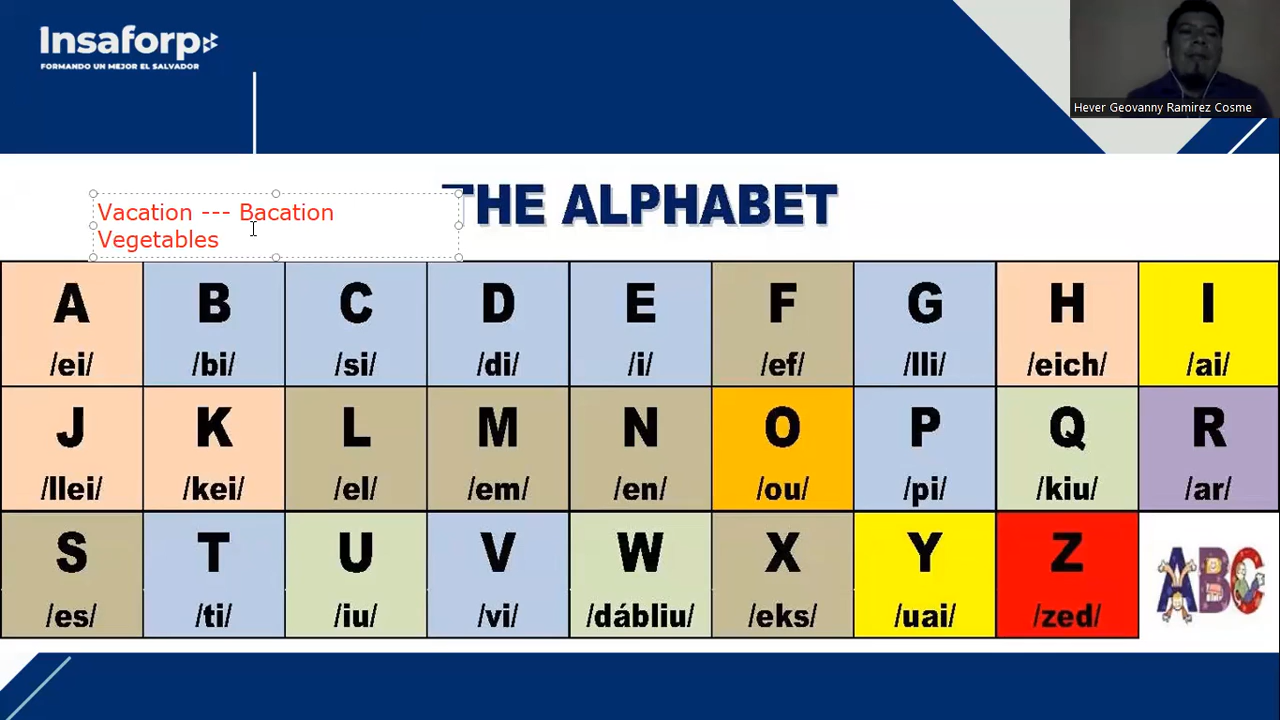 Insaforp
FORMANDO UN MEJOR EL SALVADOR
Hever Geovanny Ramirez Cosme
THE ALPHABET
Vacation --- Bacation
Vegetables
A B C D E F G H I
/ei/ /bi/ /si/ /di/ /i/ /ef/ /lli/ /eich/ /ai/
J K L M N O P Q R
/llei/ /kei/ /el/ /em/ /en/ /ou/ /pi/ /kiu/ /ar/
S T U V W X Y Z ABC
/es/ /ti/ /iu/ /vi/ /dábliu/ /eks/ /uai/ /zed/